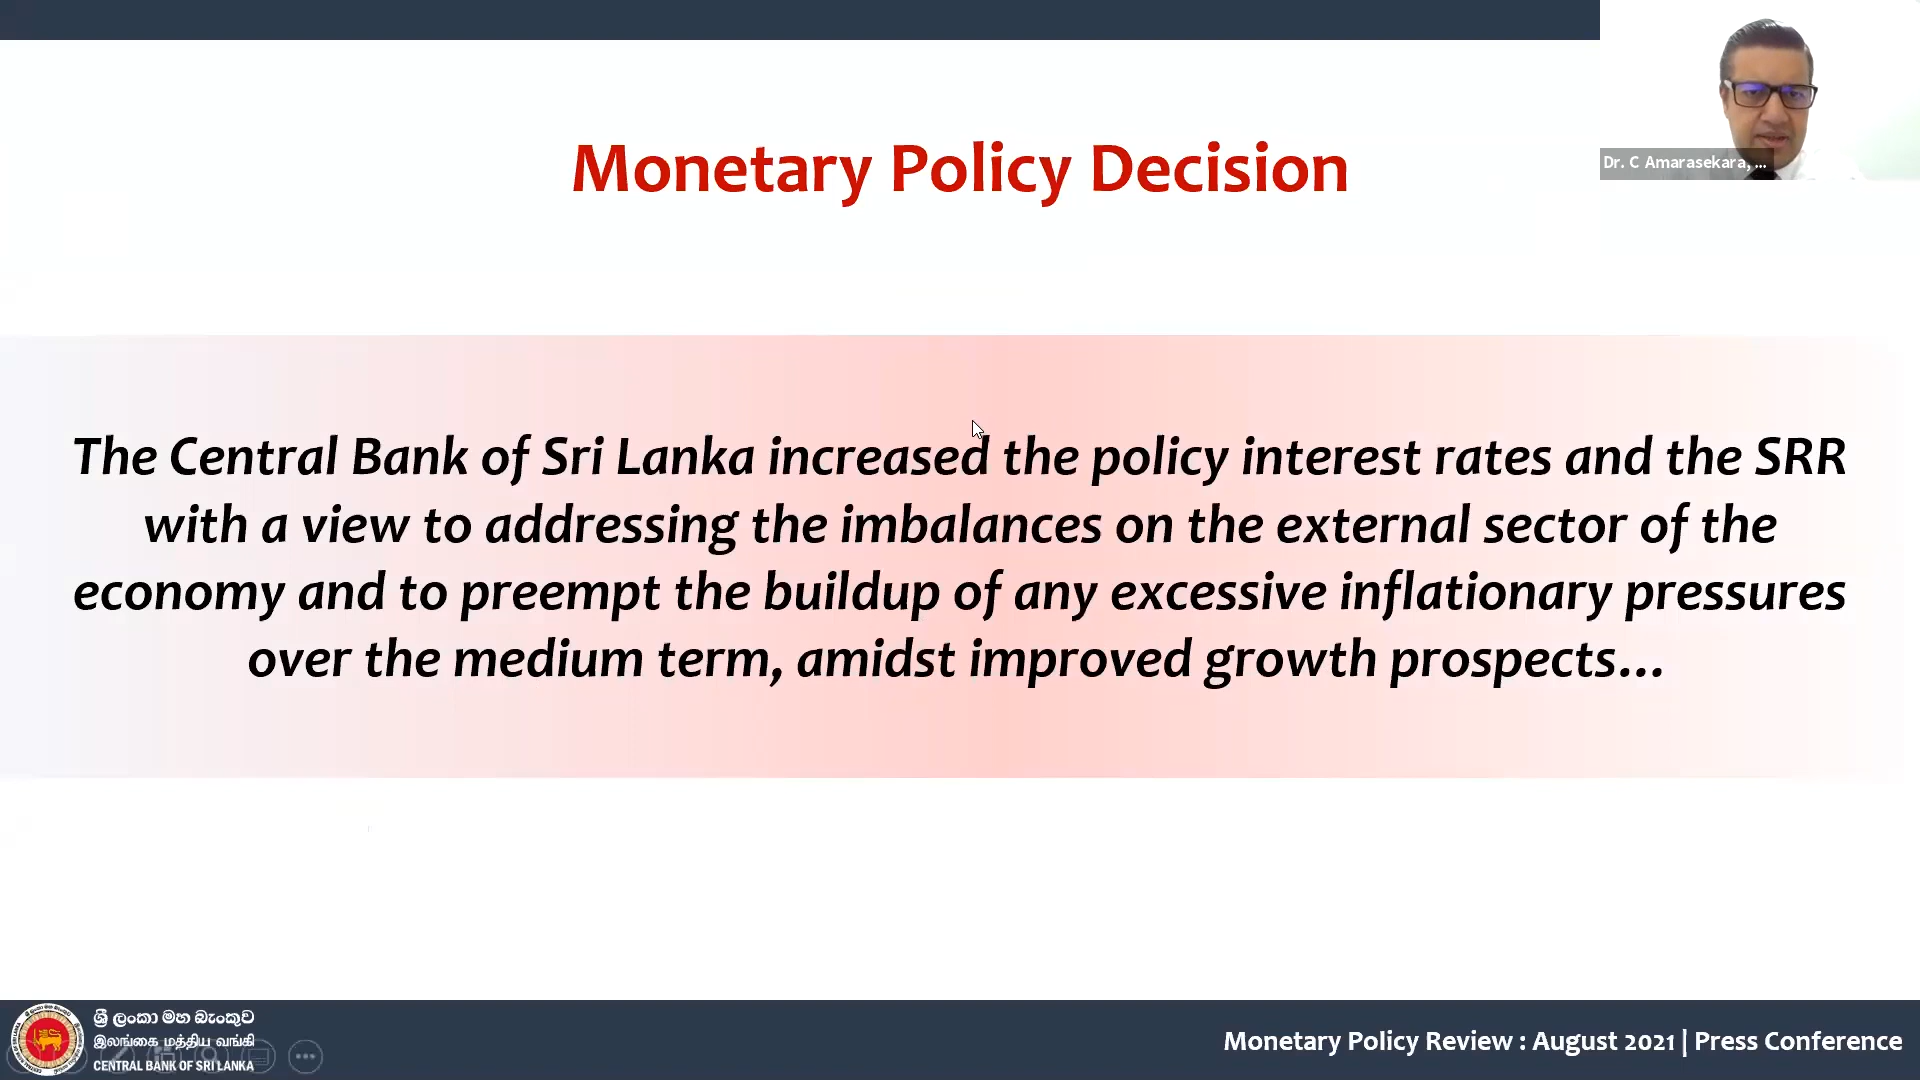 Dr. C Amarasekara, ...
Monetary Policy Decision
The Central Bank of Sri Lanka increased the policy interest rates and the SRR
with a view to addressing the imbalances on the external sector of the
economy and to preempt the buildup of any excessive inflationary pressures
over the medium term, amidst improved growth prospects...
ශ්‍රී ලංකා මහ බැංකුව
இலங்கை மத்திய வங்கி
CENTRAL BANK OF SRI LANKA
Monetary Policy Review : August 2021 | Press Conference